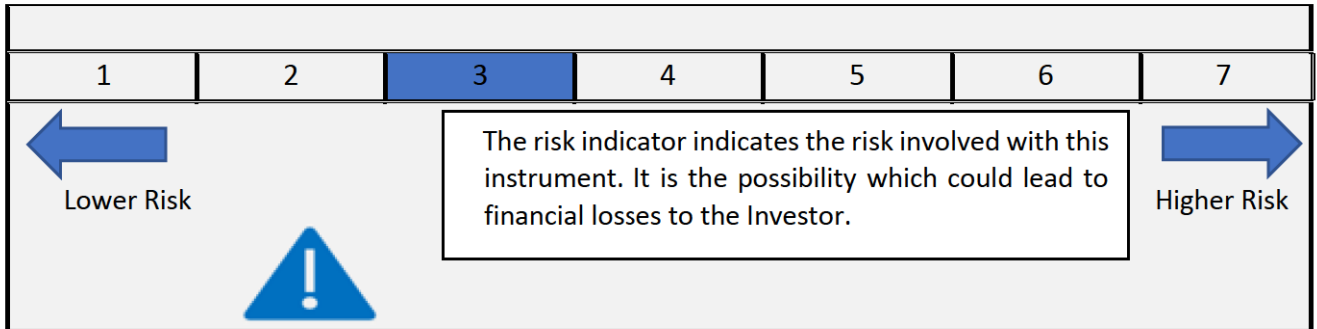 1 2 3 4 5 6 7
The risk indicator indicates the risk involved with this
instrument. It is the possibility which could lead to
financial losses to the Investor.
Lower Risk
Higher Risk
!